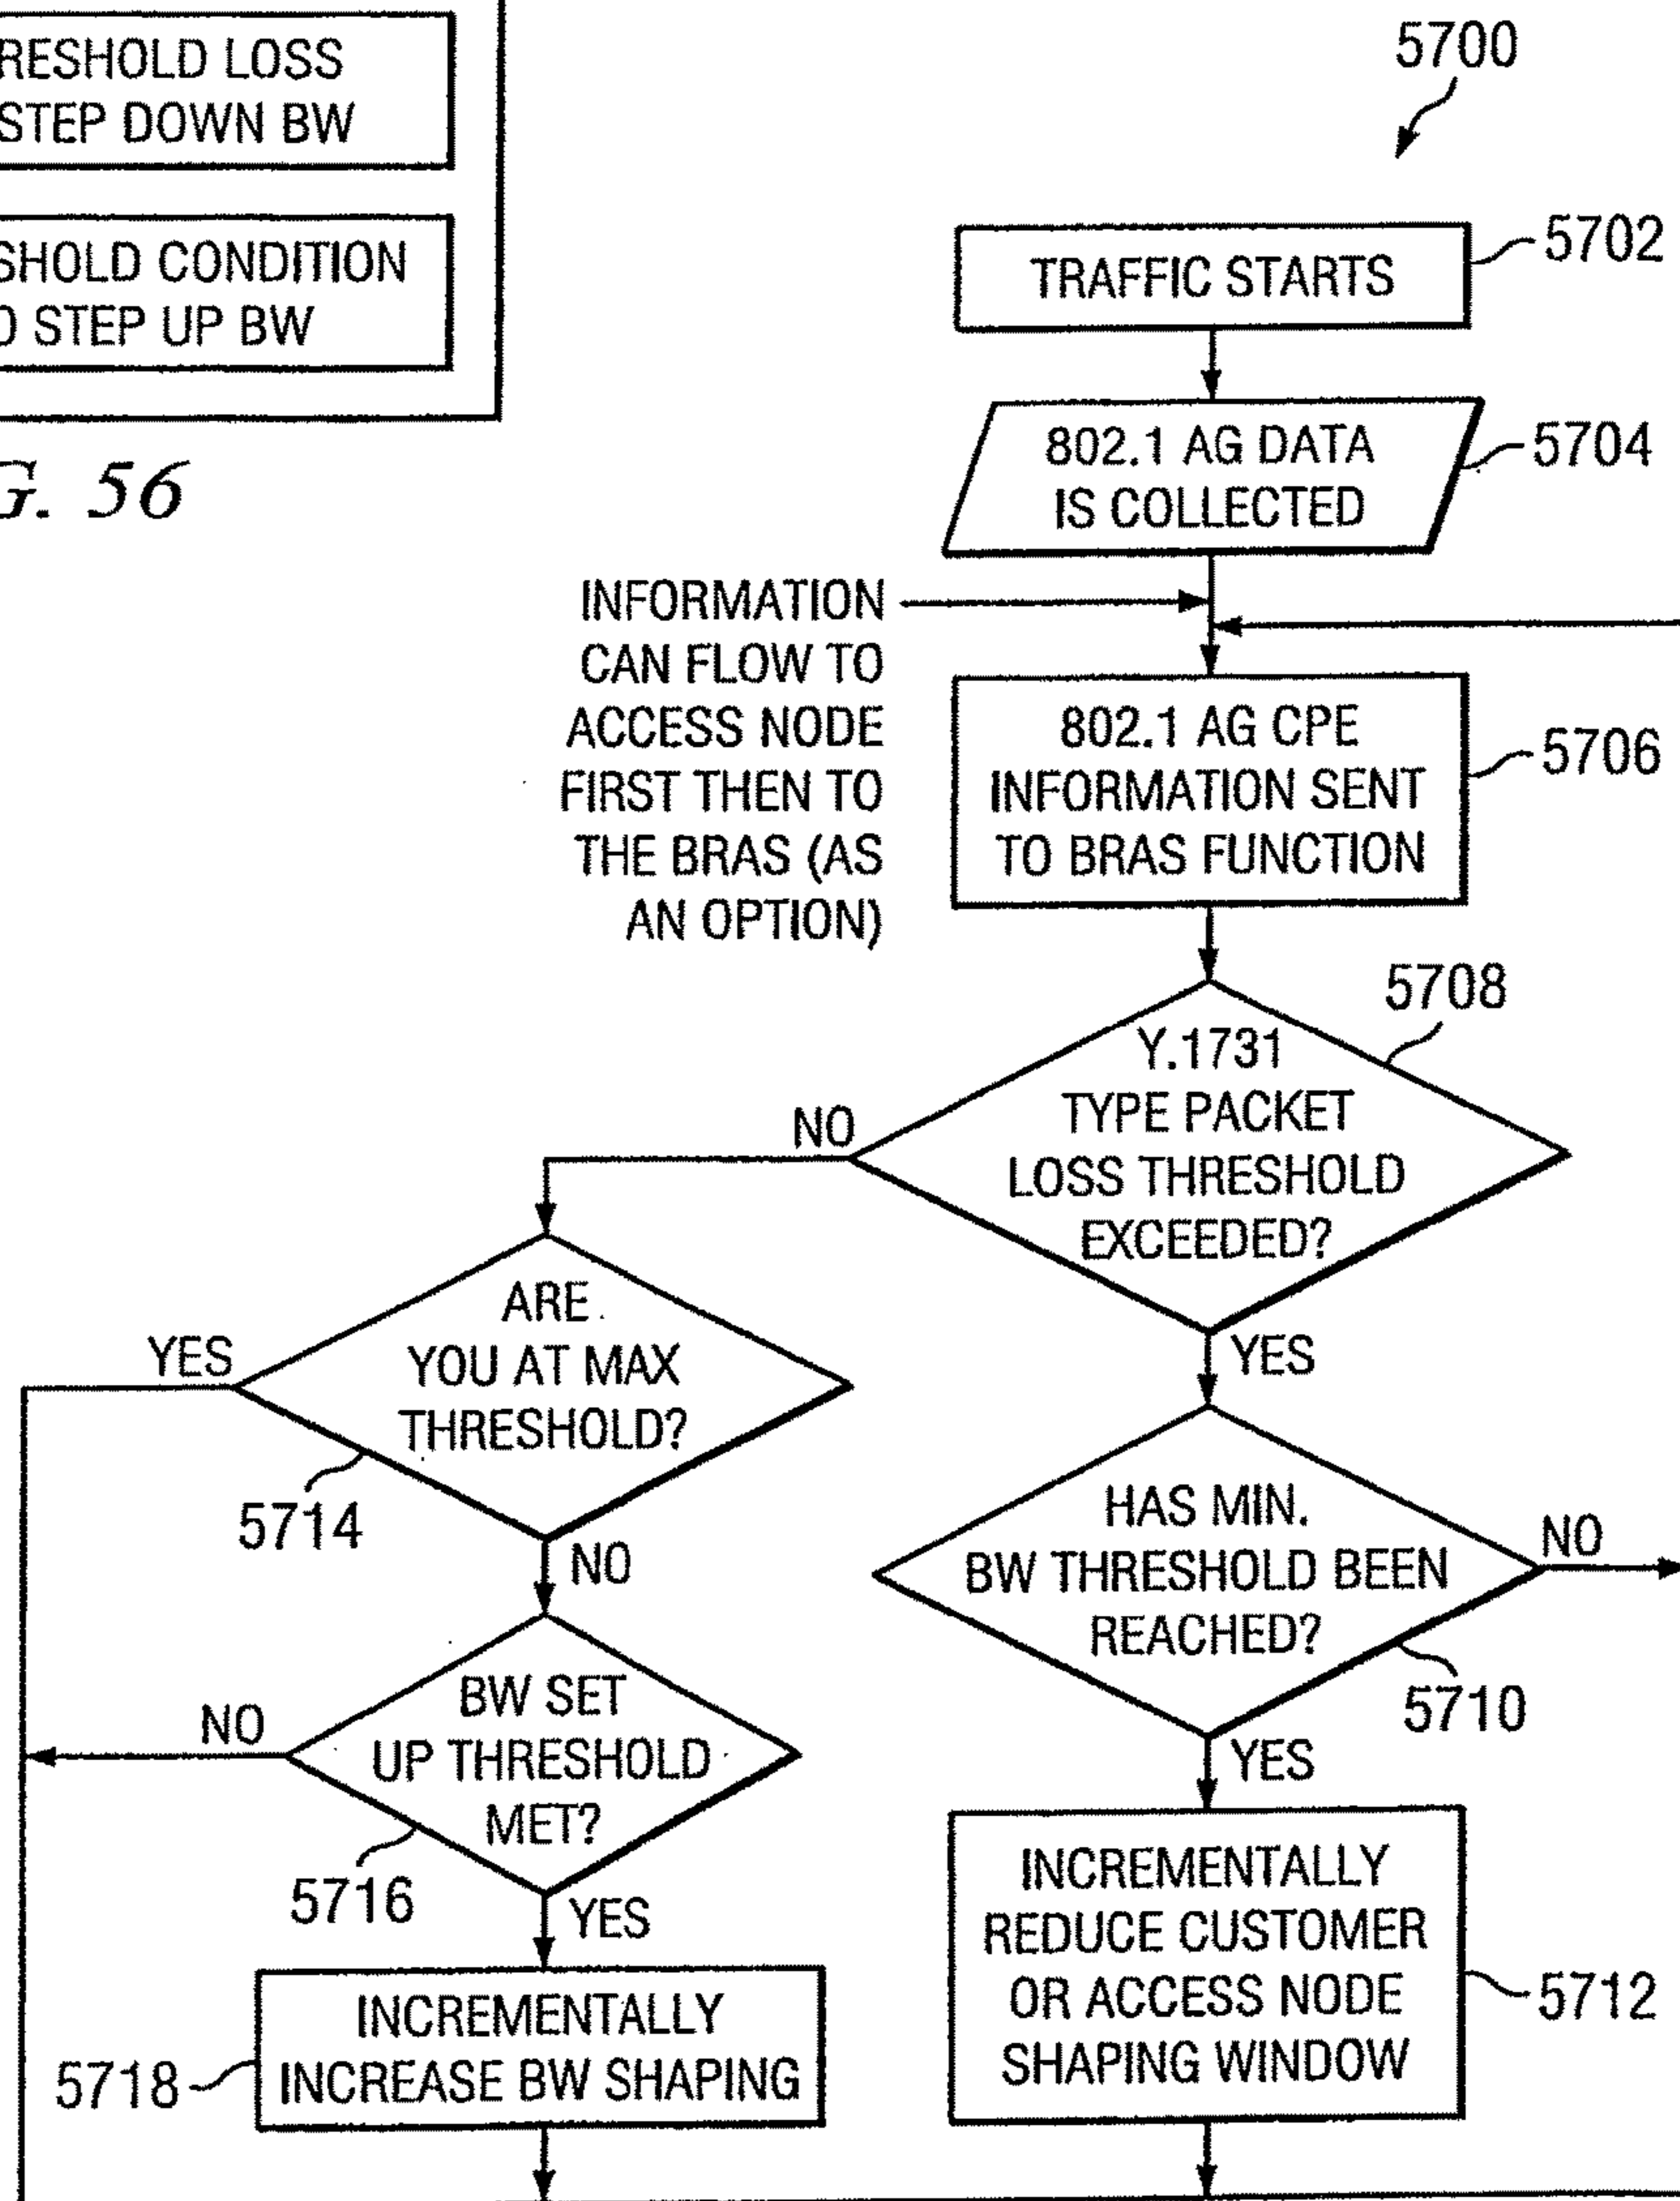 RESHOLD LOSS
STEP DOWN BW
SHOLD CONDITION
O STEP UP BW
G. 56
5700
TRAFFIC STARTS
5702
802.1 AG DATA
IS COLLECTED
5704
INFORMATION
CAN FLOW TO
ACCESS NODE
FIRST THEN TO
THE BRAS (AS
AN OPTION)
802.1 AG CPE
INFORMATION SENT
TO BRAS FUNCTION
5706
5708
Y.1731
TYPE PACKET
LOSS THRESHOLD
EXCEEDED?
NO
YES
ARE
YOU AT MAX
THRESHOLD?
YES
5714
NO
HAS MIN.
BW THRESHOLD BEEN
REACHED?
NO
5710
YES
BW SET
UP THRESHOLD
MET?
NO
5716
YES
INCREMENTALLY
REDUCE CUSTOMER
OR ACCESS NODE
SHAPING WINDOW
5712
INCREMENTALLY
INCREASE BW SHAPING
5718